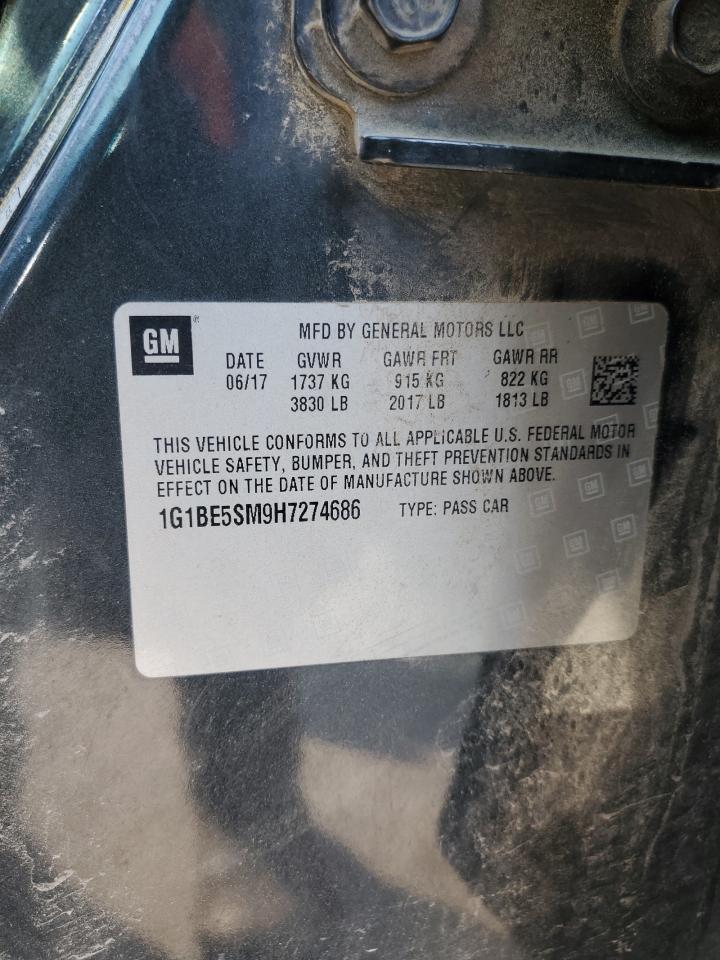 GM ®
MFD BY GENERAL MOTORS LLC
DATE GVWR GAWR FRT GAWR RR
06/17 1737 KG 915 KG 822 KG
3830 LB 2017 LB 1813 LB
THIS VEHICLE CONFORMS TO ALL APPLICABLE U.S. FEDERAL MOTOR
VEHICLE SAFETY, BUMPER, AND THEFT PREVENTION STANDARDS IN
EFFECT ON THE DATE OF MANUFACTURE SHOWN ABOVE.
1G1BE5SM9H7274686 TYPE: PASS CAR